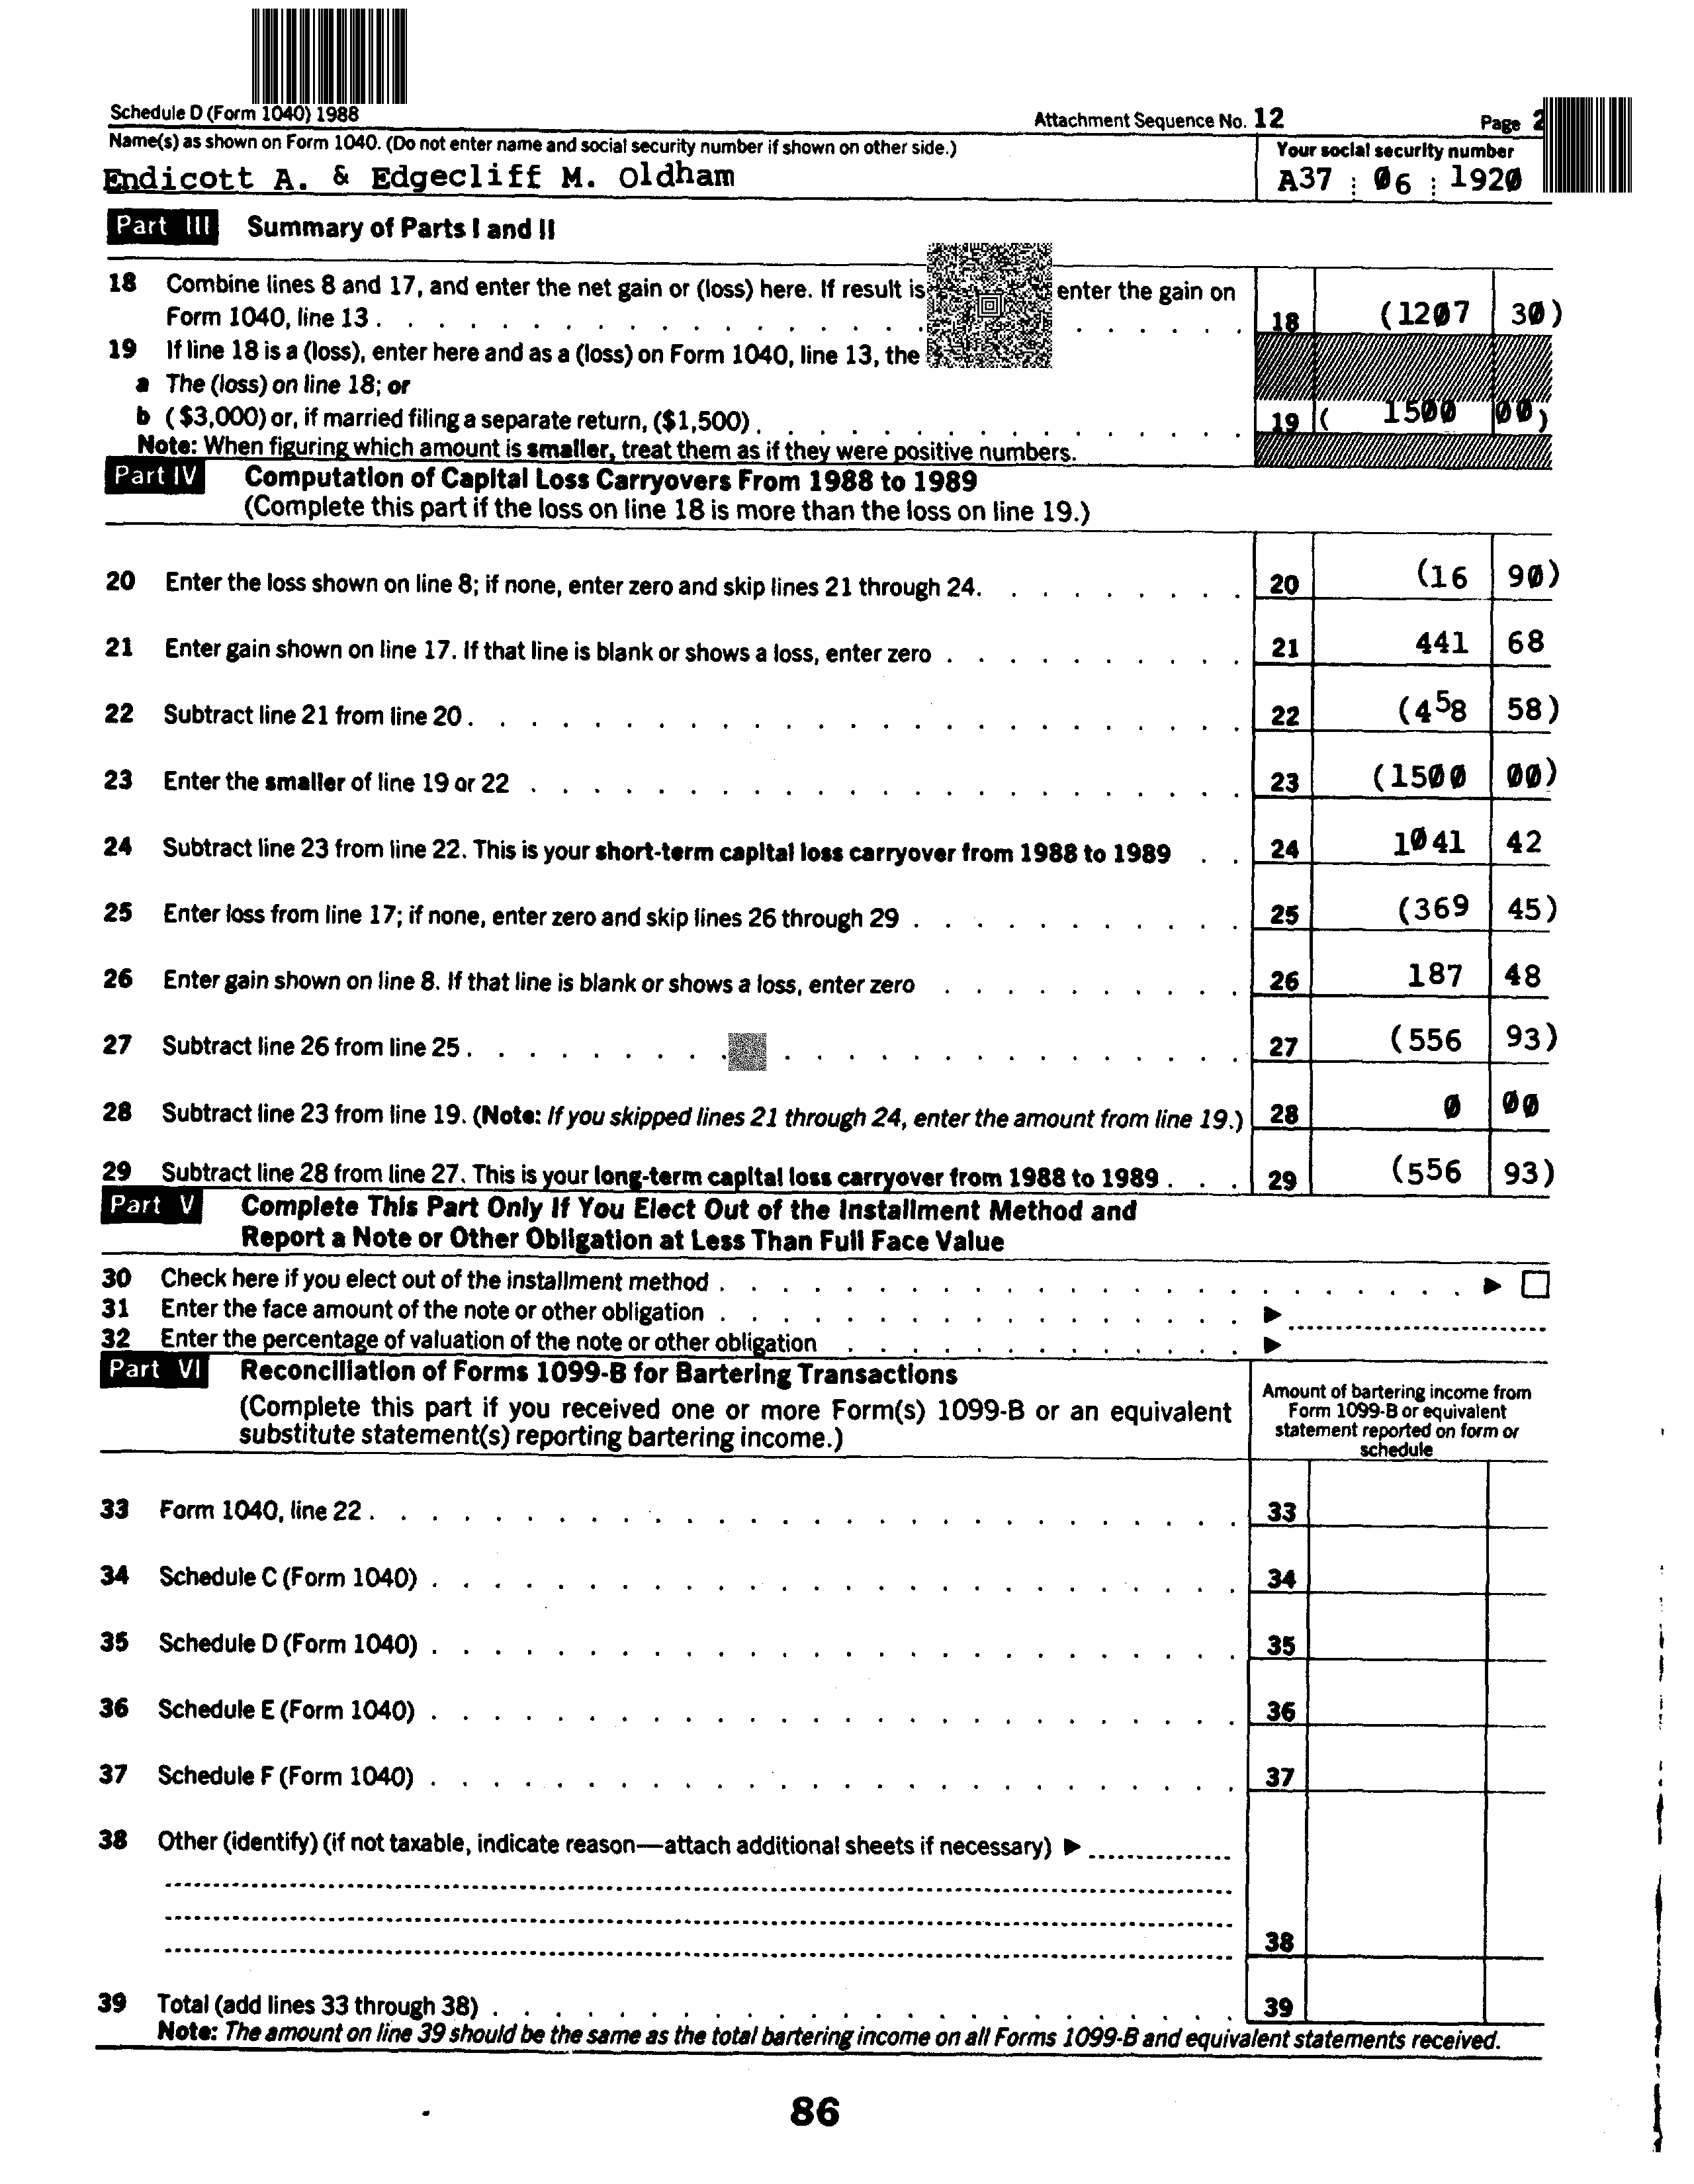 Schedule D (Form 1040) 1988
Attachment Sequence No. 12 Page 2
Name(s) as shown on Form 1040. (Do not enter name and social security number if shown on other side.)
Your social security number
Endicott A. & Edgecliff M. Oldham
A37 06 1920
Part III Summary of Parts I and II
18 Combine lines 8 and 17, and enter the net gain or (loss) here. If result is enter the gain on
Form 1040, line 13 . . . . . . . . . . . . . . . . . . . . . . . 18 (1207 30)
19 If line 18 is a (loss), enter here and as a (loss) on Form 1040, line 13, the
a The (loss) on line 18; or
b ($3,000) or, if married filing a separate return, ($1,500) . . . . . . . . . . . . . . . . 19 ( 1500 00)
Note: When figuring which amount is smaller, treat them as if they were positive numbers.
Part IV Computation of Capital Loss Carryovers From 1988 to 1989
(Complete this part if the loss on line 18 is more than the loss on line 19.)
20 Enter the loss shown on line 8; if none, enter zero and skip lines 21 through 24. . . . . . . . . 20 (16 90)
21 Enter gain shown on line 17. If that line is blank or shows a loss, enter zero . . . . . . . . . . 21 441 68
22 Subtract line 21 from line 20 . . . . . . . . . . . . . . . . . . . . . . . . . 22 (458 58)
23 Enter the smaller of line 19 or 22 . . . . . . . . . . . . . . . . . . . . . . . 23 (1500 00)
24 Subtract line 23 from line 22. This is your short-term capital loss carryover from 1988 to 1989 . . 24 1041 42
25 Enter loss from line 17; if none, enter zero and skip lines 26 through 29 . . . . . . . . . . . 25 (369 45)
26 Enter gain shown on line 8. If that line is blank or shows a loss, enter zero . . . . . . . . . . 26 187 48
27 Subtract line 26 from line 25 . . . . . . . . . . . . . . . . . . . . . . . . 27 (556 93)
28 Subtract line 23 from line 19. (Note: If you skipped lines 21 through 24, enter the amount from line 19.) 28 0 00
29 Subtract line 28 from line 27. This is your long-term capital loss carryover from 1988 to 1989 . . . 29 (556 93)
Part V Complete This Part Only If You Elect Out of the Installment Method and
Report a Note or Other Obligation at Less Than Full Face Value
30 Check here if you elect out of the installment method . . . . . . . . . . . . . . . . . . . . . . . . ►
31 Enter the face amount of the note or other obligation . . . . . . . . . . . . . . . . . ►
32 Enter the percentage of valuation of the note or other obligation . . . . . . . . . . . . . ►
Part VI Reconciliation of Forms 1099-B for Bartering Transactions
(Complete this part if you received one or more Form(s) 1099-B or an equivalent
substitute statement(s) reporting bartering income.)
Amount of bartering income from
Form 1099-B or equivalent
statement reported on form or
schedule
33 Form 1040, line 22 . . . . . . . . . . . . . . . . . . . . . . . . . . . . 33
34 Schedule C (Form 1040) . . . . . . . . . . . . . . . . . . . . . . . . . . 34
35 Schedule D (Form 1040) . . . . . . . . . . . . . . . . . . . . . . . . . . 35
36 Schedule E (Form 1040) . . . . . . . . . . . . . . . . . . . . . . . . . . 36
37 Schedule F (Form 1040) . . . . . . . . . . . . . . . . . . . . . . . . . . 37
38 Other (identify) (if not taxable, indicate reason—attach additional sheets if necessary) ►
38
39 Total (add lines 33 through 38) . . . . . . . . . . . . . . . . . . . . . . . . 39
Note: The amount on line 39 should be the same as the total bartering income on all Forms 1099-B and equivalent statements received.
86